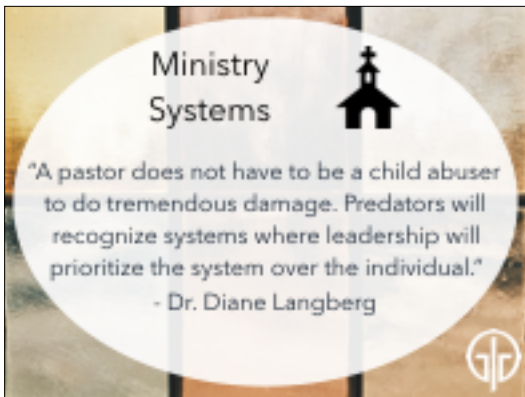 Ministry
Systems
“A pastor does not have to be a child abuser
to do tremendous damage. Predators will
recognize systems where leadership will
prioritize the system over the individual.”
- Dr. Diane Langberg